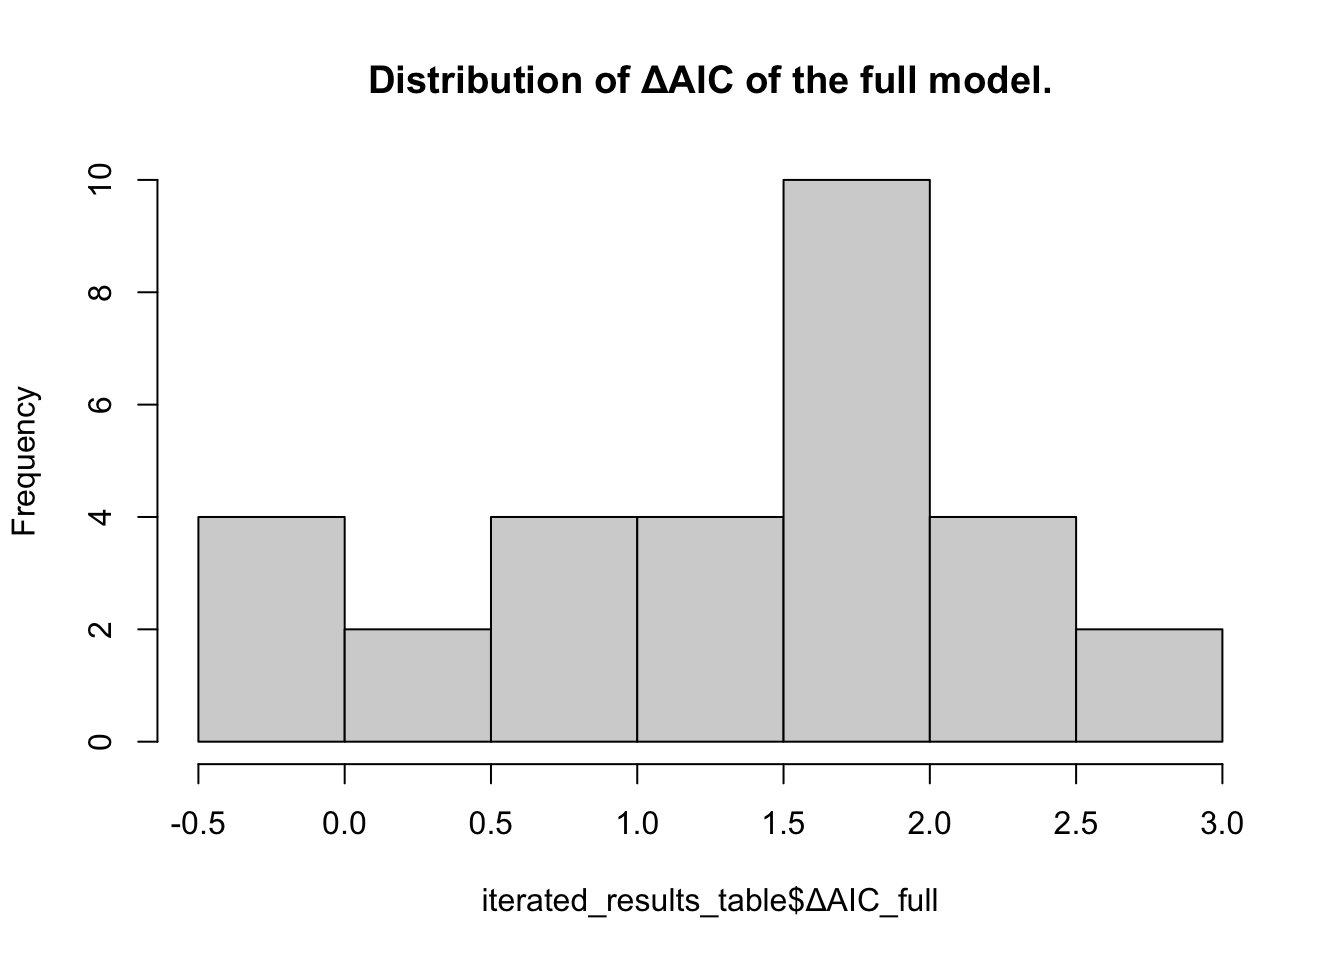 Distribution of ΔAIC of the full model.
Frequency
10
8
6
4
2
0
-0.5 0.0 0.5 1.0 1.5 2.0 2.5 3.0
iterated_results_table$ΔAIC_full